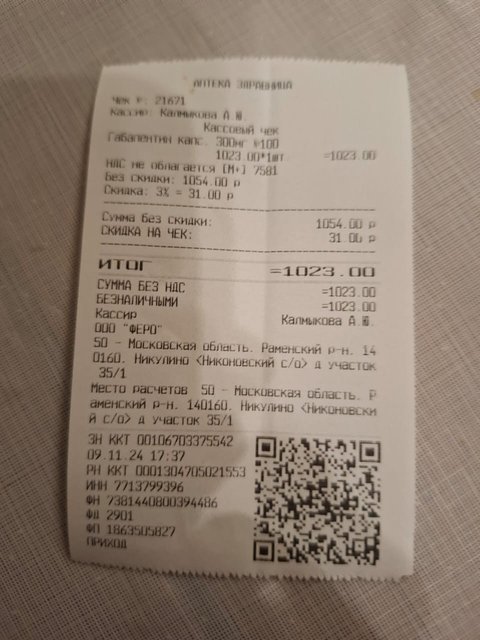 АПТЕКА ЗДРАВНИЦА
Чек №: 21671
Кассир: Калмыкова А.Ю.
Кассовый чек
Габапентин капс. 300мг №100
1023.00*1шт =1023.00
НДС не облагается [М+] 7581
Без скидки: 1054.00 р
Скидка: 3% = 31.00 р
Сумма без скидки: 1054.00 р
СКИДКА НА ЧЕК: 31.00 р
ИТОГ =1023.00
СУММА БЕЗ НДС =1023.00
БЕЗНАЛИЧНЫМИ =1023.00
Кассир Калмыкова А.Ю.
ООО "ФЕРО"
50 - Московская область. Раменский р-н. 14
0160. Никулино <Никоновский с/о> д участок
35/1
Место расчетов 50 - Московская область. Р
аменский р-н. 140160. Никулино <Никоновски
й с/о> д участок 35/1
ЗН ККТ 00106703375542
09.11.24 17:37
РН ККТ 0001304705021553
ИНН 7713799396
ФН 7381440800394486
ФД 2901
ФП 1863505827
ПРИХОД